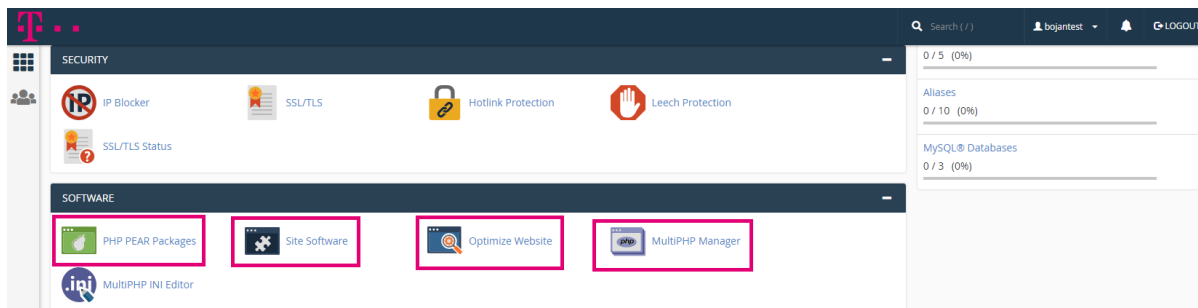 T
Search ( / )
bojantest
LOGOUT
SECURITY
IP Blocker
SSL/TLS
Hotlink Protection
Leech Protection
SSL/TLS Status
SOFTWARE
PHP PEAR Packages
Site Software
Optimize Website
php
MultiPHP Manager
.ini
MultiPHP INI Editor
0 / 5 (0%)
Aliases
0 / 10 (0%)
MySQL® Databases
0 / 3 (0%)